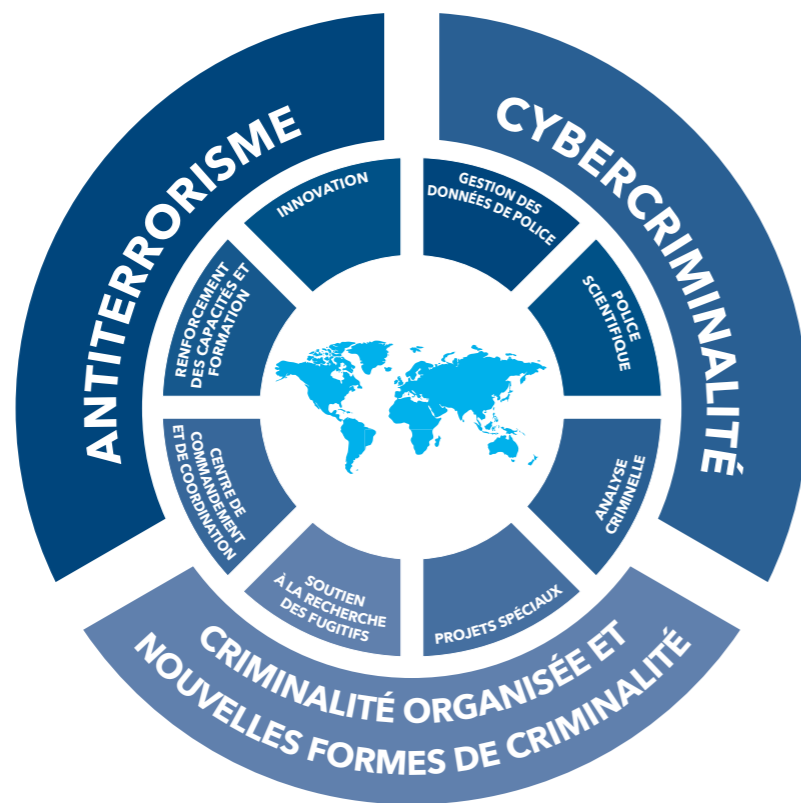 ANTITERRORISME
CYBERCRIMINALITÉ
CRIMINALITÉ ORGANISÉE ET
NOUVELLES FORMES DE CRIMINALITÉ
INNOVATION
GESTION DES
DONNÉES DE POLICE
POLICE
SCIENTIFIQUE
ANALYSE
CRIMINELLE
PROJETS SPÉCIAUX
SOUTIEN
À LA RECHERCHE
DES FUGITIFS
CENTRE DE
COMMANDEMENT
ET DE COORDINATION
RENFORCEMENT
DES CAPACITÉS ET
FORMATION